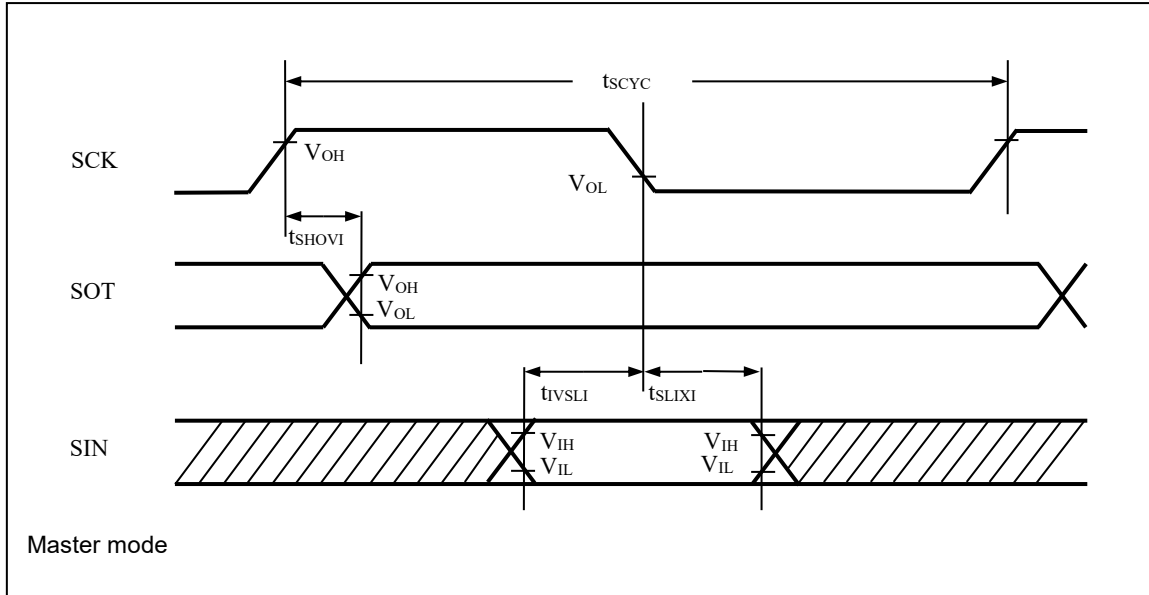 tSCYC
SCK
VOH
VOL
tSHOVI
SOT
VOH
VOL
tIVSLI
tSLIXI
SIN
VIH
VIL
VIH
VIL
Master mode